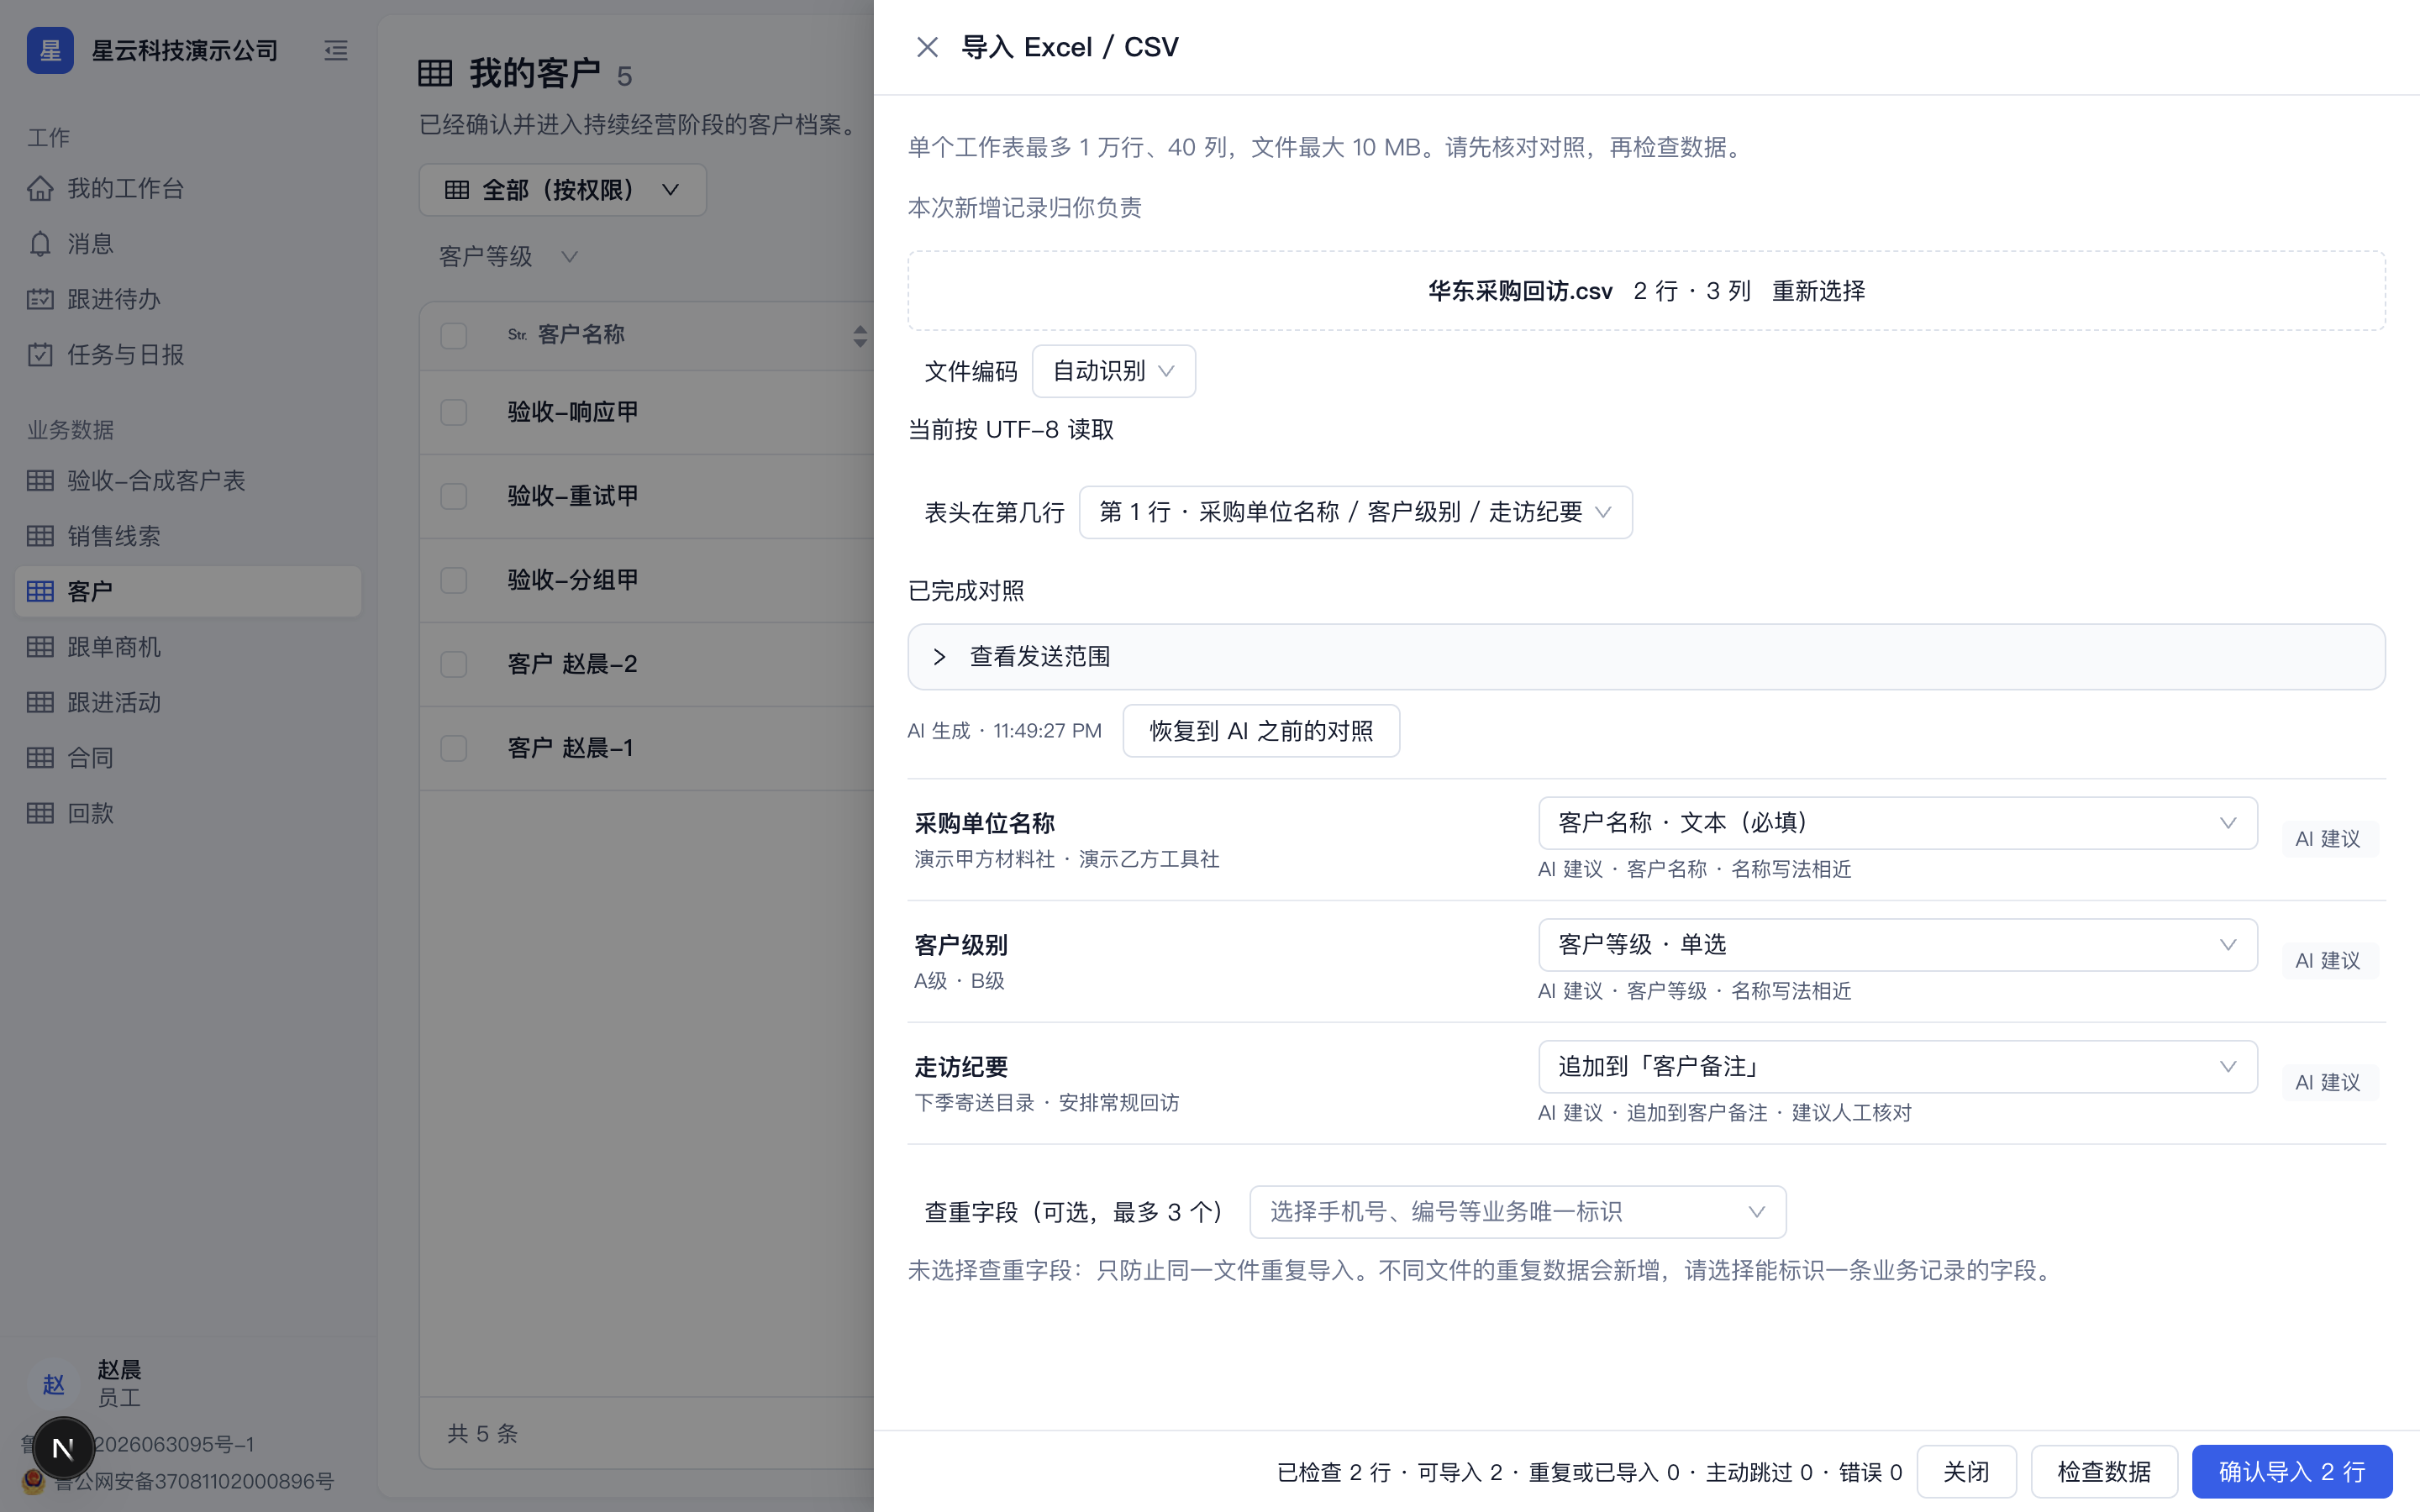 星 星云科技演示公司
工作
我的工作台
消息
跟进待办
任务与日报
业务数据
验收-合成客户表
销售线索
客户
跟单商机
跟进活动
合同
回款
赵 赵晨
员工
2026063095号-1
公网安备37081102000896号
N
我的客户 5
已经确认并进入持续经营阶段的客户档案。
全部（按权限）
客户等级
Str. 客户名称
验收-响应甲
验收-重试甲
验收-分组甲
客户 赵晨-2
客户 赵晨-1
共 5 条
导入 Excel / CSV
单个工作表最多 1 万行、40 列，文件最大 10 MB。请先核对对照，再检查数据。
本次新增记录归你负责
华东采购回访.csv 2 行 · 3 列 重新选择
文件编码 自动识别
当前按 UTF-8 读取
表头在第几行 第 1 行 · 采购单位名称 / 客户级别 / 走访纪要
已完成对照
查看发送范围
AI 生成 · 11:49:27 PM 恢复到 AI 之前的对照
采购单位名称
演示甲方材料社 · 演示乙方工具社
客户名称 · 文本（必填）
AI 建议 · 客户名称 · 名称写法相近
AI 建议
客户级别
A级 · B级
客户等级 · 单选
AI 建议 · 客户等级 · 名称写法相近
AI 建议
走访纪要
下季寄送目录 · 安排常规回访
追加到「客户备注」
AI 建议 · 追加到客户备注 · 建议人工核对
AI 建议
查重字段（可选，最多 3 个） 选择手机号、编号等业务唯一标识
未选择查重字段：只防止同一文件重复导入。不同文件的重复数据会新增，请选择能标识一条业务记录的字段。
已检查 2 行 · 可导入 2 · 重复或已导入 0 · 主动跳过 0 · 错误 0 关闭 检查数据 确认导入 2 行